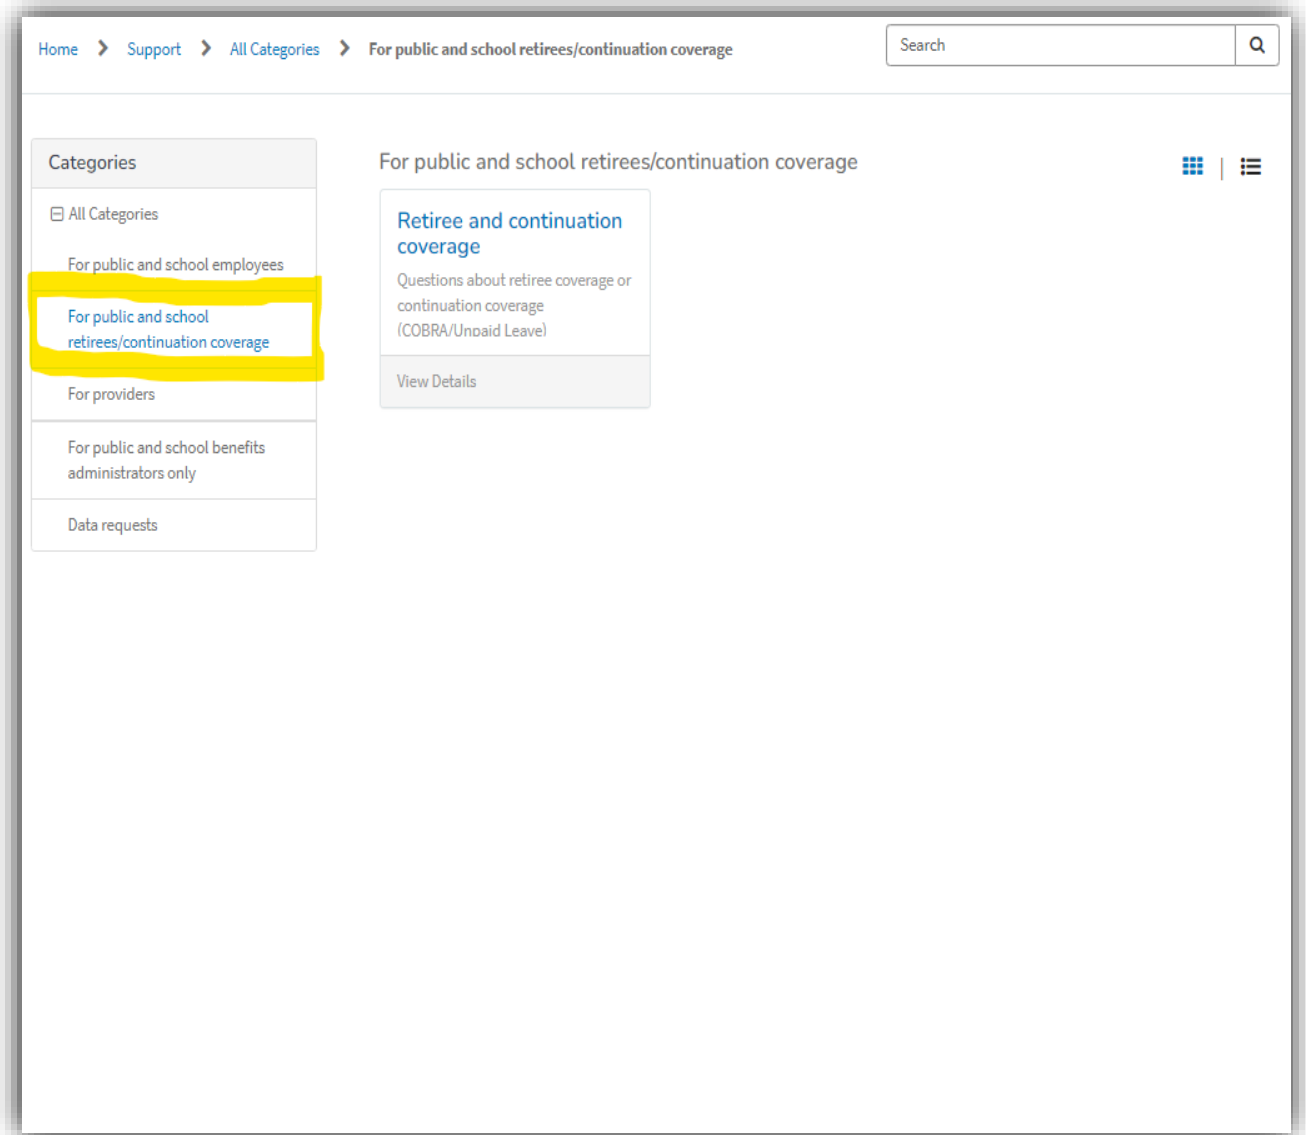 Home > Support > All Categories > For public and school retirees/continuation coverage
Search
Categories
All Categories
For public and school employees
For public and school
retirees/continuation coverage
For providers
For public and school benefits
administrators only
Data requests
For public and school retirees/continuation coverage
Retiree and continuation
coverage
Questions about retiree coverage or
continuation coverage
(COBRA/Unpaid Leave)
View Details